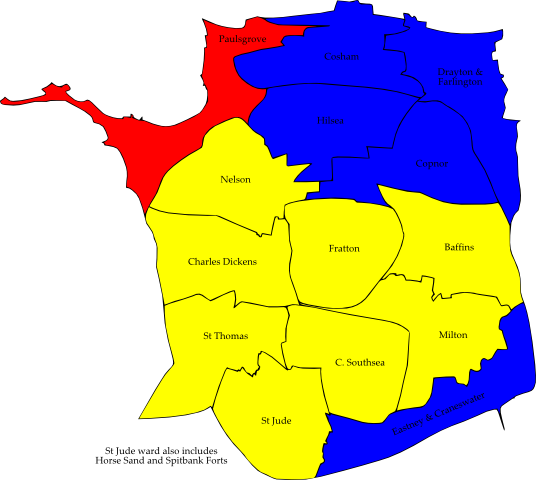 Paulsgrove
Cosham
Drayton &
Farlington
Hilsea
Copnor
Nelson
Charles Dickens
Fratton
Baffins
St Thomas
C. Southsea
Milton
St Jude
Eastney & Craneswater
St Jude ward also includes
Horse Sand and Spitbank Forts